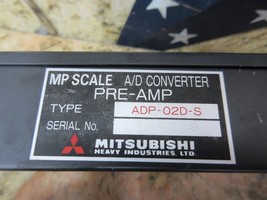 MP SCALE A/D CONVERTER
PRE-AMP
TYPE ADP-02D-S
SERIAL No.
MITSUBISHI
HEAVY INDUSTRIES LTD.